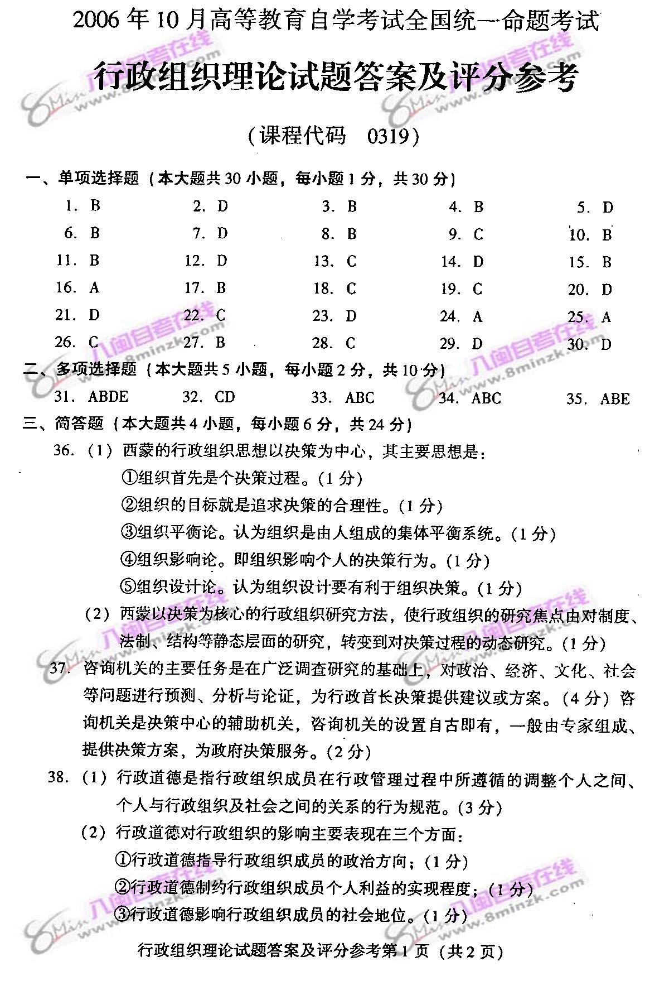 2006 年 10 月高等教育自学考试全国统一命题考试
行政组织理论试题答案及评分参考
(课程代码 0319)
一、单项选择题(本大题共 30 小题，每小题 1 分，共 30 分)
1. B 2. D 3. B 4. B 5. D
6. B 7. D 8. B 9. C 10. B
11. B 12. D 13. C 14. D 15. B
16. A 17. B 18. C 19. C 20. D
21. D 22. C 23. D 24. A 25. A
26. C 27. B 28. C 29. D 30. D
二、多项选择题(本大题共 5 小题，每小题 2 分，共 10 分)
31. ABDE 32. CD 33. ABC 34. ABC 35. ABE
三、简答题(本大题共 4 小题，每小题 6 分，共 24 分)
36. (1) 西蒙的行政组织思想以决策为中心，其主要思想是：
①组织首先是个决策过程。(1 分)
②组织的目标就是追求决策的合理性。(1 分)
③组织平衡论。认为组织是由人组成的集体平衡系统。(1 分)
④组织影响论。即组织影响个人的决策行为。(1 分)
⑤组织设计论。认为组织设计要有利于组织决策。(1 分)
(2) 西蒙以决策为核心的行政组织研究方法，使行政组织的研究焦点由对制度、
法制、结构等静态层面的研究，转变到对决策过程的动态研究。(1 分)
37. 咨询机关的主要任务是在广泛调查研究的基础上，对政治、经济、文化、社会
等问题进行预测、分析与论证，为行政首长决策提供建议或方案。(4 分) 咨
询机关是决策中心的辅助机关，咨询机关的设置自古即有，一般由专家组成、
提供决策方案，为政府决策服务。(2 分)
38. (1) 行政道德是指行政组织成员在行政管理过程中所遵循的调整个人之间、
个人与行政组织及社会之间的关系的行为规范。(3 分)
(2) 行政道德对行政组织的影响主要表现在三个方面：
①行政道德指导行政组织成员的政治方向；(1 分)
②行政道德制约行政组织成员个人利益的实现程度；(1 分)
③行政道德影响行政组织成员的社会地位。(1 分)
行政组织理论试题答案及评分参考第 1 页 (共 2 页)
8Min 八闽自考在线
www.8minzk.com